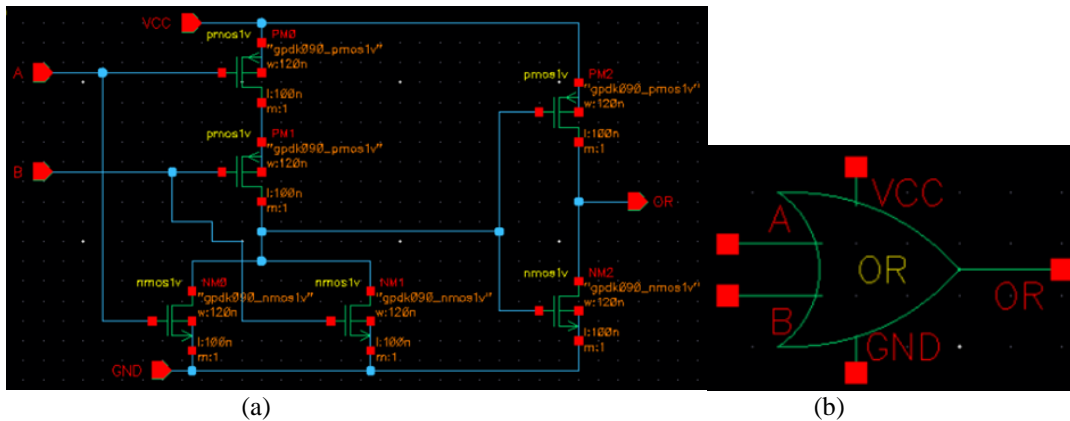 VCC
pmos1v
PM0
"gpdk090_pmos1v"
w:120n
l:100n
m:1
A
pmos1v
PM1
"gpdk090_pmos1v"
w:120n
l:100n
m:1
B
pmos1v
PM2
"gpdk090_pmos1v"
w:120n
l:100n
m:1
OR
nmos1v
NM0
"gpdk090_nmos1v"
w:120n
l:100n
m:1
nmos1v
NM1
"gpdk090_nmos1v"
w:120n
l:100n
m:1
nmos1v
NM2
"gpdk090_nmos1v"
w:120n
l:100n
m:1
GND
(a)
VCC
A
OR
OR
B
GND
(b)